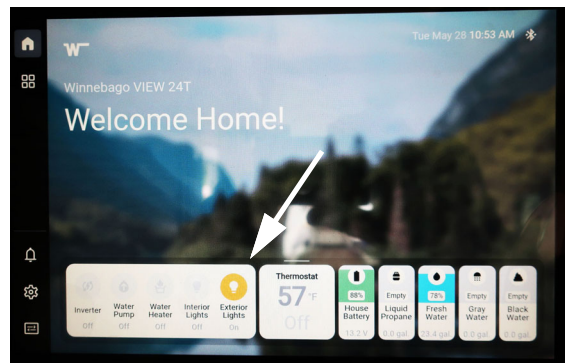 Tue May 28 10:53 AM
W
Winnebago VIEW 24T
Welcome Home!
Inverter
Off
Water
Pump
Off
Water
Heater
Off
Interior
Lights
Off
Exterior
Lights
On
Thermostat
57 °F
Off
88%
House
Battery
13.2 V
Empty
Liquid
Propane
0.0 gal
78%
Fresh
Water
23.4 gal
Empty
Gray
Water
0.0 gal
Empty
Black
Water
0.0 gal